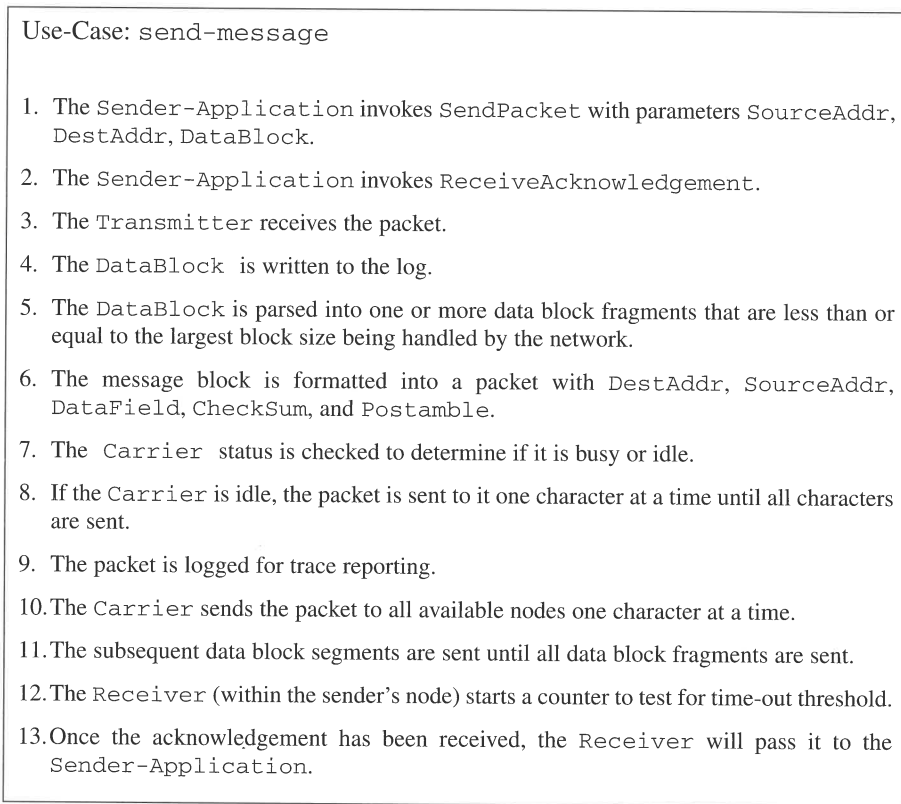 Use-Case: send-message
1. The Sender-Application invokes SendPacket with parameters SourceAddr,
DestAddr, DataBlock.
2. The Sender-Application invokes ReceiveAcknowledgement.
3. The Transmitter receives the packet.
4. The DataBlock is written to the log.
5. The DataBlock is parsed into one or more data block fragments that are less than or
equal to the largest block size being handled by the network.
6. The message block is formatted into a packet with DestAddr, SourceAddr,
DataField, CheckSum, and Postamble.
7. The Carrier status is checked to determine if it is busy or idle.
8. If the Carrier is idle, the packet is sent to it one character at a time until all characters
are sent.
9. The packet is logged for trace reporting.
10. The Carrier sends the packet to all available nodes one character at a time.
11. The subsequent data block segments are sent until all data block fragments are sent.
12. The Receiver (within the sender's node) starts a counter to test for time-out threshold.
13. Once the acknowledgement has been received, the Receiver will pass it to the
Sender-Application.